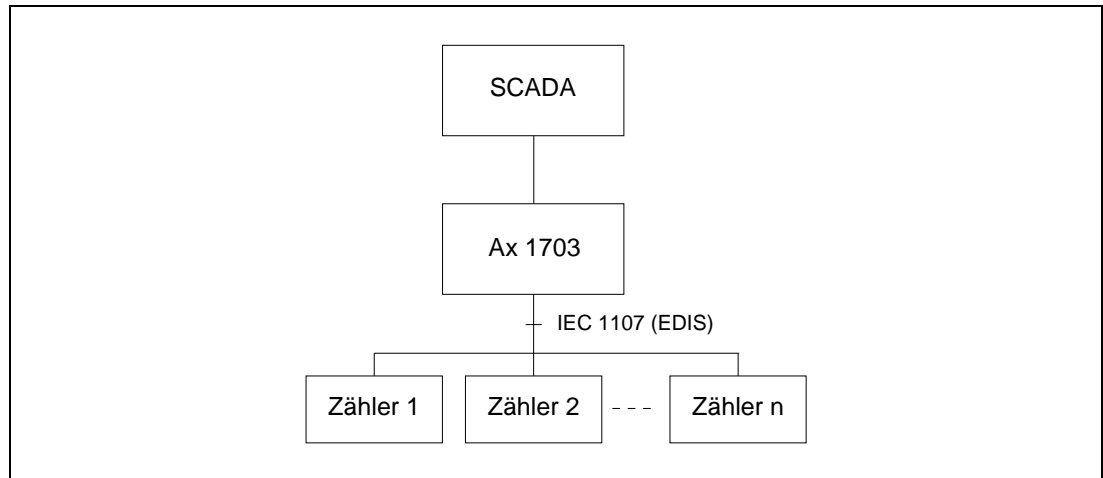 SCADA
Ax 1703
IEC 1107 (EDIS)
Zähler 1
Zähler 2
Zähler n